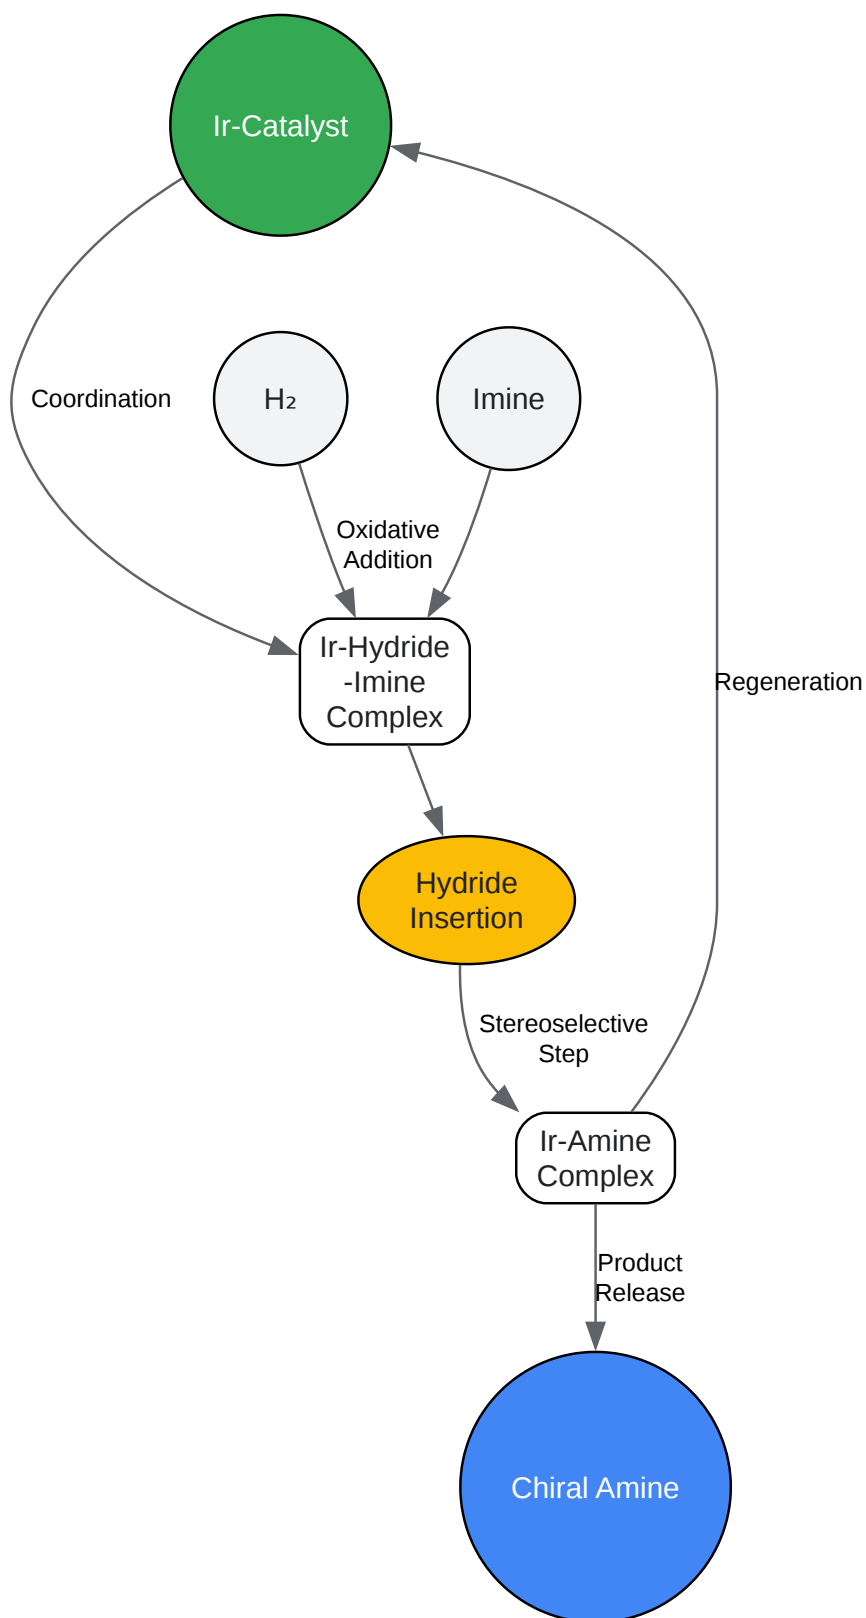 Ir-Catalyst
Coordination
H₂
Imine
Oxidative
Addition
Ir-Hydride
-Imine
Complex
Regeneration
Hydride
Insertion
Stereoselective
Step
Ir-Amine
Complex
Product
Release
Chiral Amine